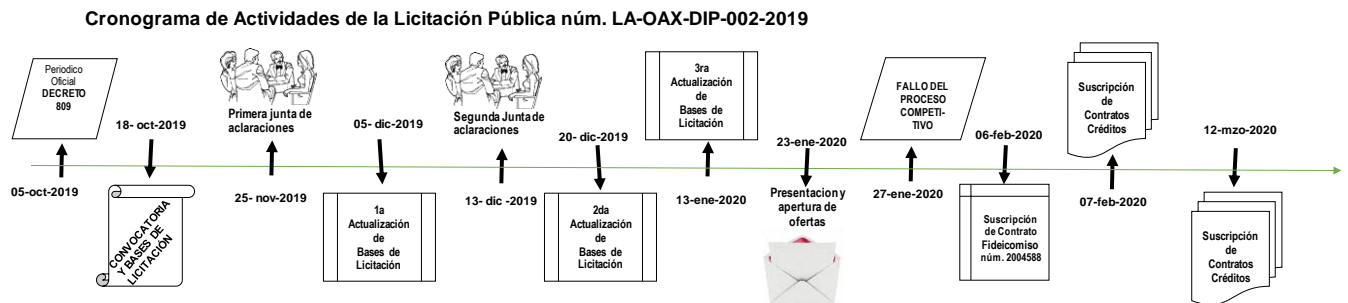 Cronograma de Actividades de la Licitación Pública núm. LA-OAX-DIP-002-2019
Periodico
Oficial
DECRETO
809
05-oct-2019
18- oct-2019
CONVOCATORIA
Y BASES DE
LICITACIÓN
Primera junta de
aclaraciones
25- nov-2019
05- dic-2019
1a
Actualización
de
Bases de
Licitación
Segunda Junta de
aclaraciones
13- dic -2019
20- dic-2019
2da
Actualización
de
Bases de
Licitación
3ra
Actualización
de
Bases de
Licitación
13-ene-2020
23-ene-2020
Presentacion y
apertura de
ofertas
FALLO DEL
PROCESO
COMPETI-
TIVO
27-ene-2020
06-feb-2020
Suscripción
de Contrato
Fideicomiso
núm. 2004588
Suscripción
de
Contratos
Créditos
07-feb-2020
12-mzo-2020
Suscripción
de
Contratos
Créditos